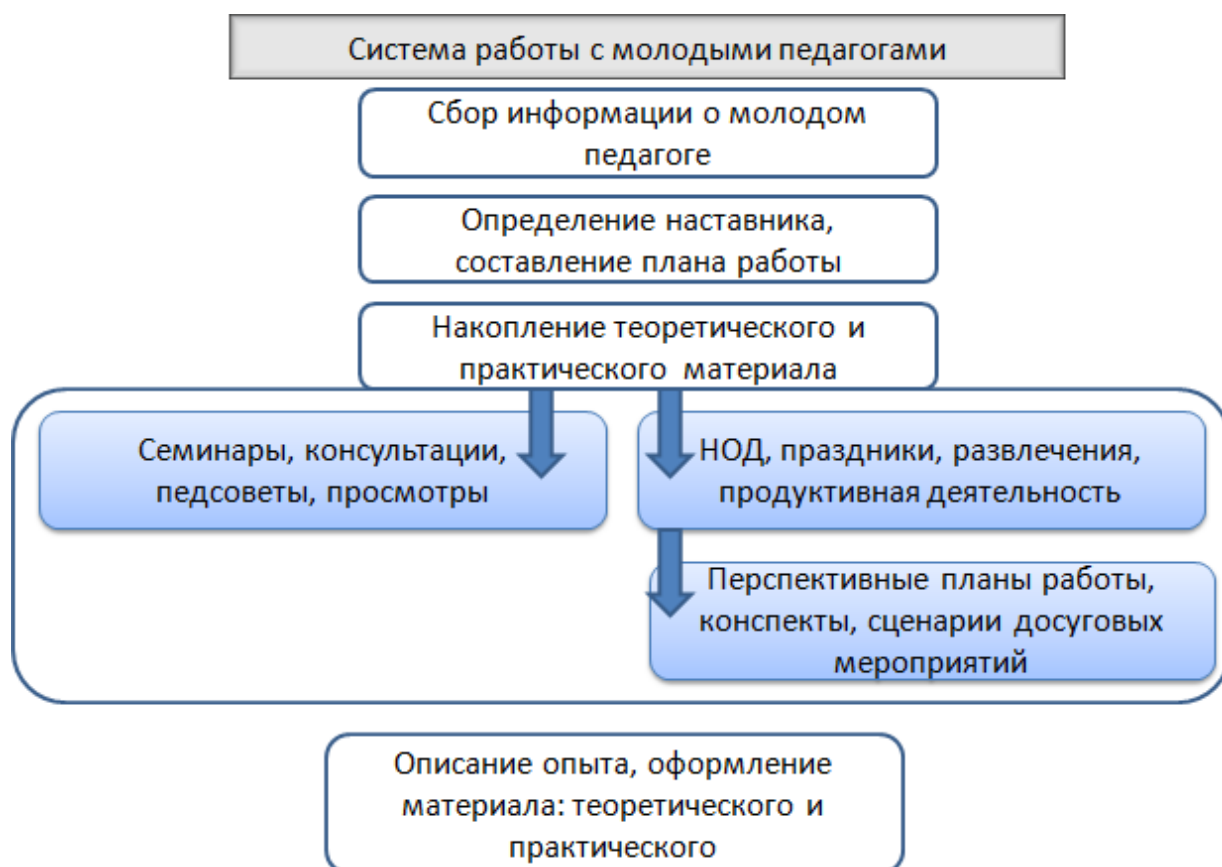 Система работы с молодыми педагогами
Сбор информации о молодом
педагоге
Определение наставника,
составление плана работы
Накопление теоретического и
практического материала
Семинары, консультации,
педсоветы, просмотры
НОД, праздники, развлечения,
продуктивная деятельность
Перспективные планы работы,
конспекты, сценарии досуговых
мероприятий
Описание опыта, оформление
материала: теоретического и
практического